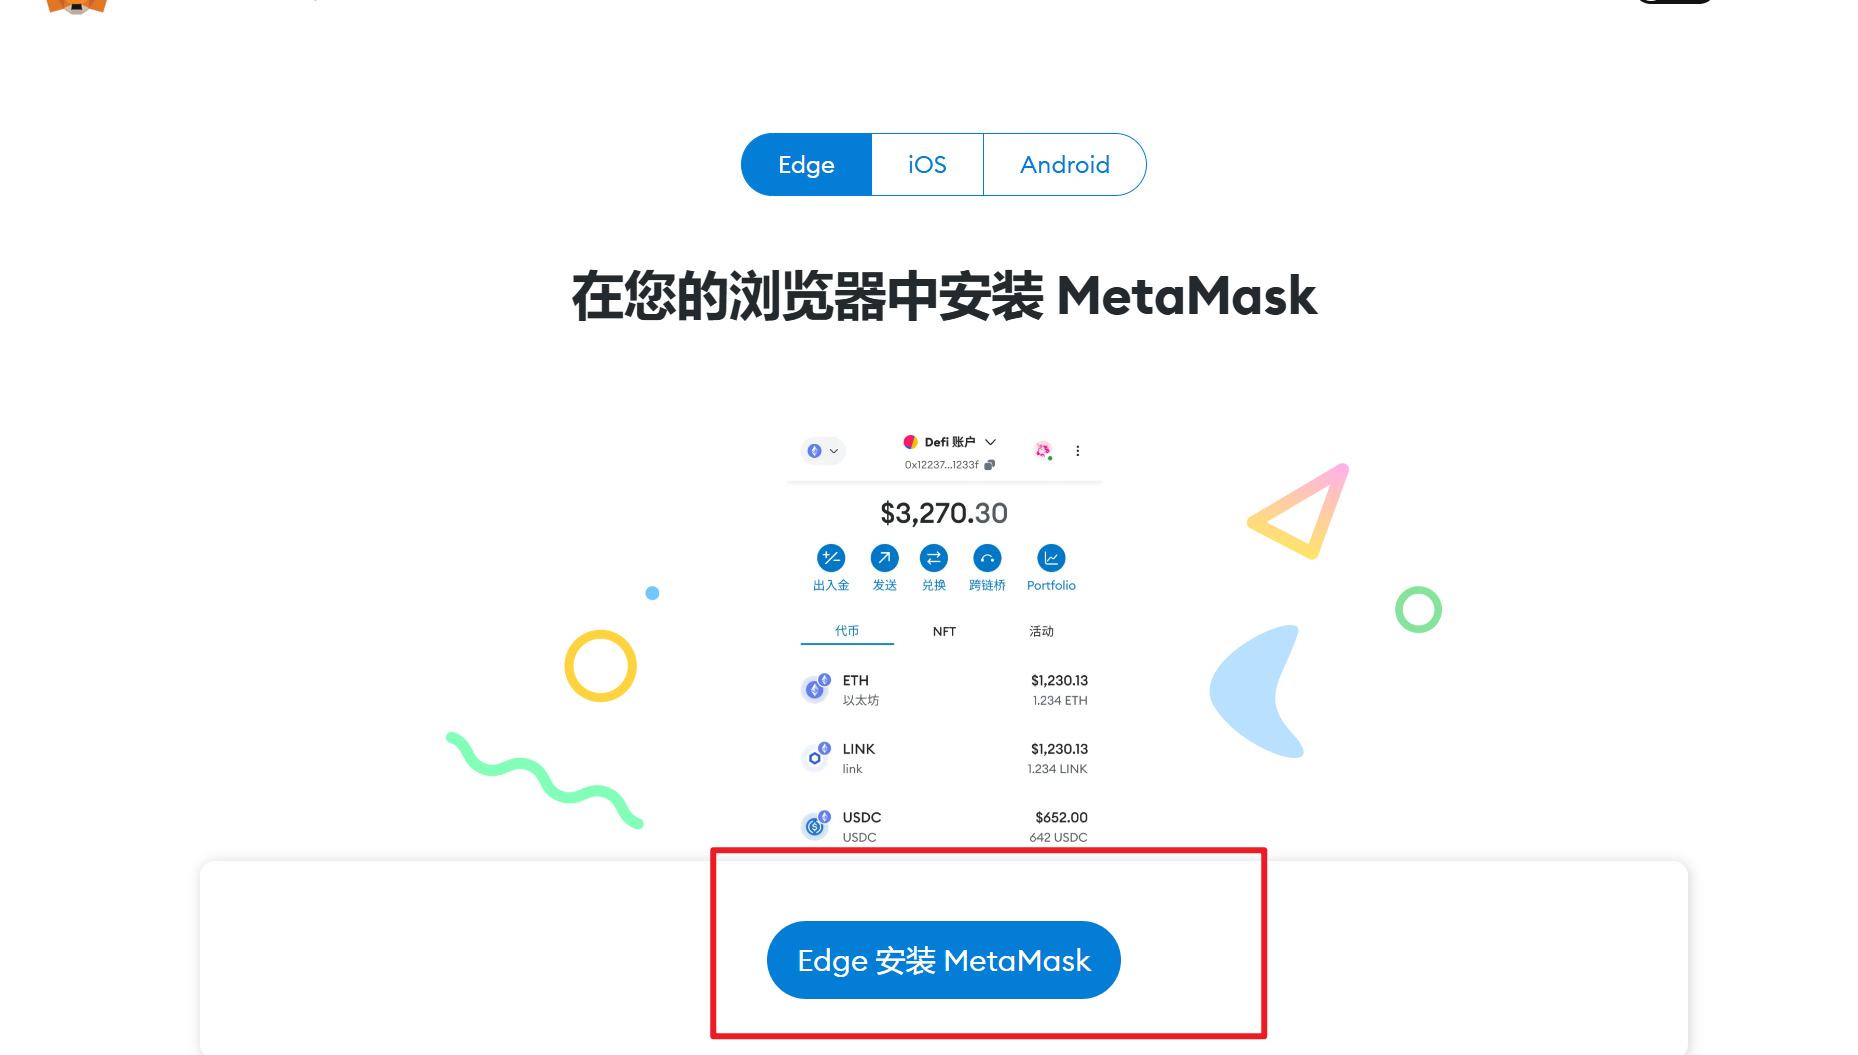 Edge iOS Android
在您的浏览器中安装 MetaMask
Defi 账户
0x12237...1233f
$3,270.30
出入金 发送 兑换 跨链桥 Portfolio
代币 NFT 活动
ETH $1,230.13
以太坊 1.234 ETH
LINK $1,230.13
link 1.234 LINK
USDC $652.00
USDC 642 USDC
Edge 安装 MetaMask